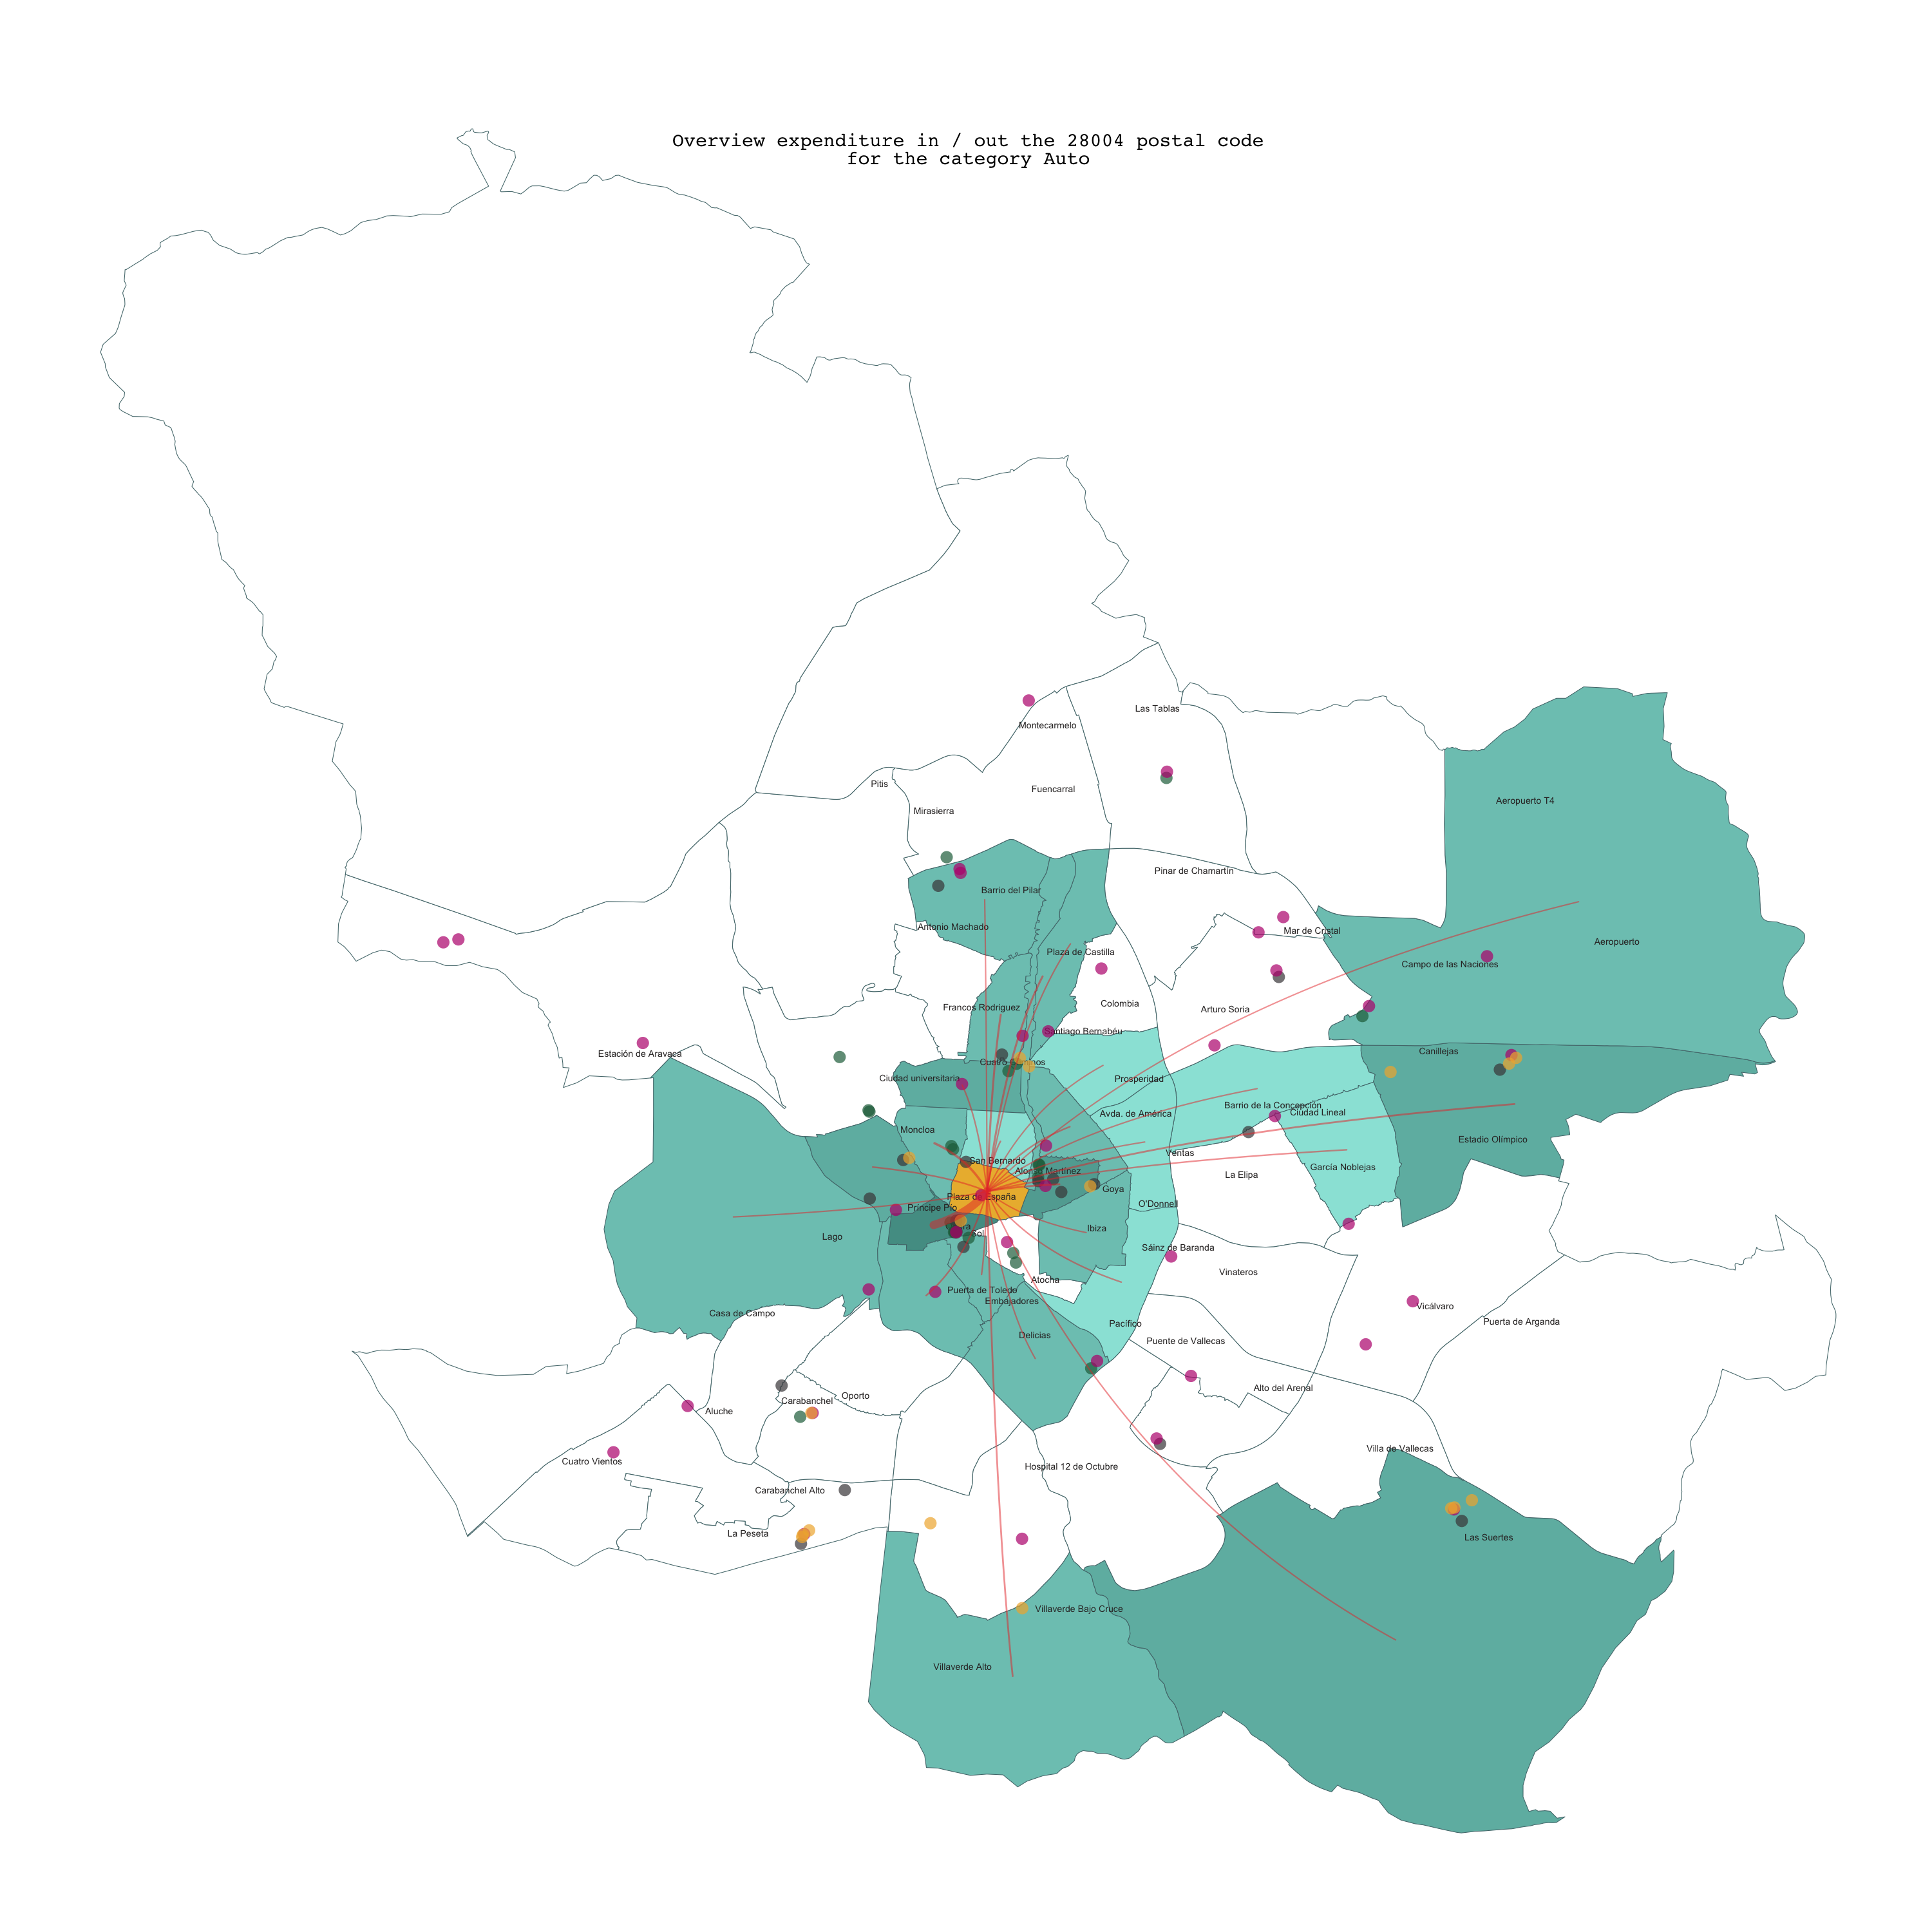 Overview expenditure in / out the 28004 postal code
for the category Auto
Las Tablas
Montecarmelo
Pitis
Fuencarral
Aeropuerto T4
Mirasierra
Pinar de Chamartín
Barrio del Pilar
Antonio Machado
Mar de Cristal
Aeropuerto
Plaza de Castilla
Campo de las Naciones
Colombia
Francos Rodriguez
Arturo Soria
Santiago Bernabéu
Canillejas
Estación de Aravaca
Cuatro
Ciudad universitaria
Prosperidad
Barrio de la Concepción
Ciudad Lineal
Avda. de América
Moncloa
Estadio Olímpico
Ventas
San Bernardo
García Noblejas
Alonso Martinez
La Elipa
Goya
Plaza de España
O'Donnell
Principe Pio
Ibiza
Sol
Lago
Sáinz de Baranda
Vinateros
Atocha
Puerta de Toledo
Embajadores
Vicálvaro
Casa de Campo
Puerta de Arganda
Pacífico
Delicias
Puente de Vallecas
Alto del Arenal
Oporto
Carabanchel
Aluche
Villa de Vallecas
Cuatro Vientos
Hospital 12 de Octubre
Carabanchel Alto
La Peseta
Las Suertes
Villaverde Bajo Cruce
Villaverde Alto